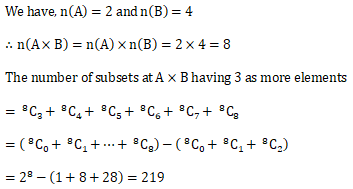 We have, n(A) = 2 and n(B) = 4
∴ n(A × B) = n(A) × n(B) = 2 × 4 = 8
The number of subsets at A × B having 3 as more elements
= ⁸C₃ + ⁸C₄ + ⁸C₅ + ⁸C₆ + ⁸C₇ + ⁸C₈
= (⁸C₀ + ⁸C₁ + ⋯ + ⁸C₈) − (⁸C₀ + ⁸C₁ + ⁸C₂)
= 2⁸ − (1 + 8 + 28) = 219